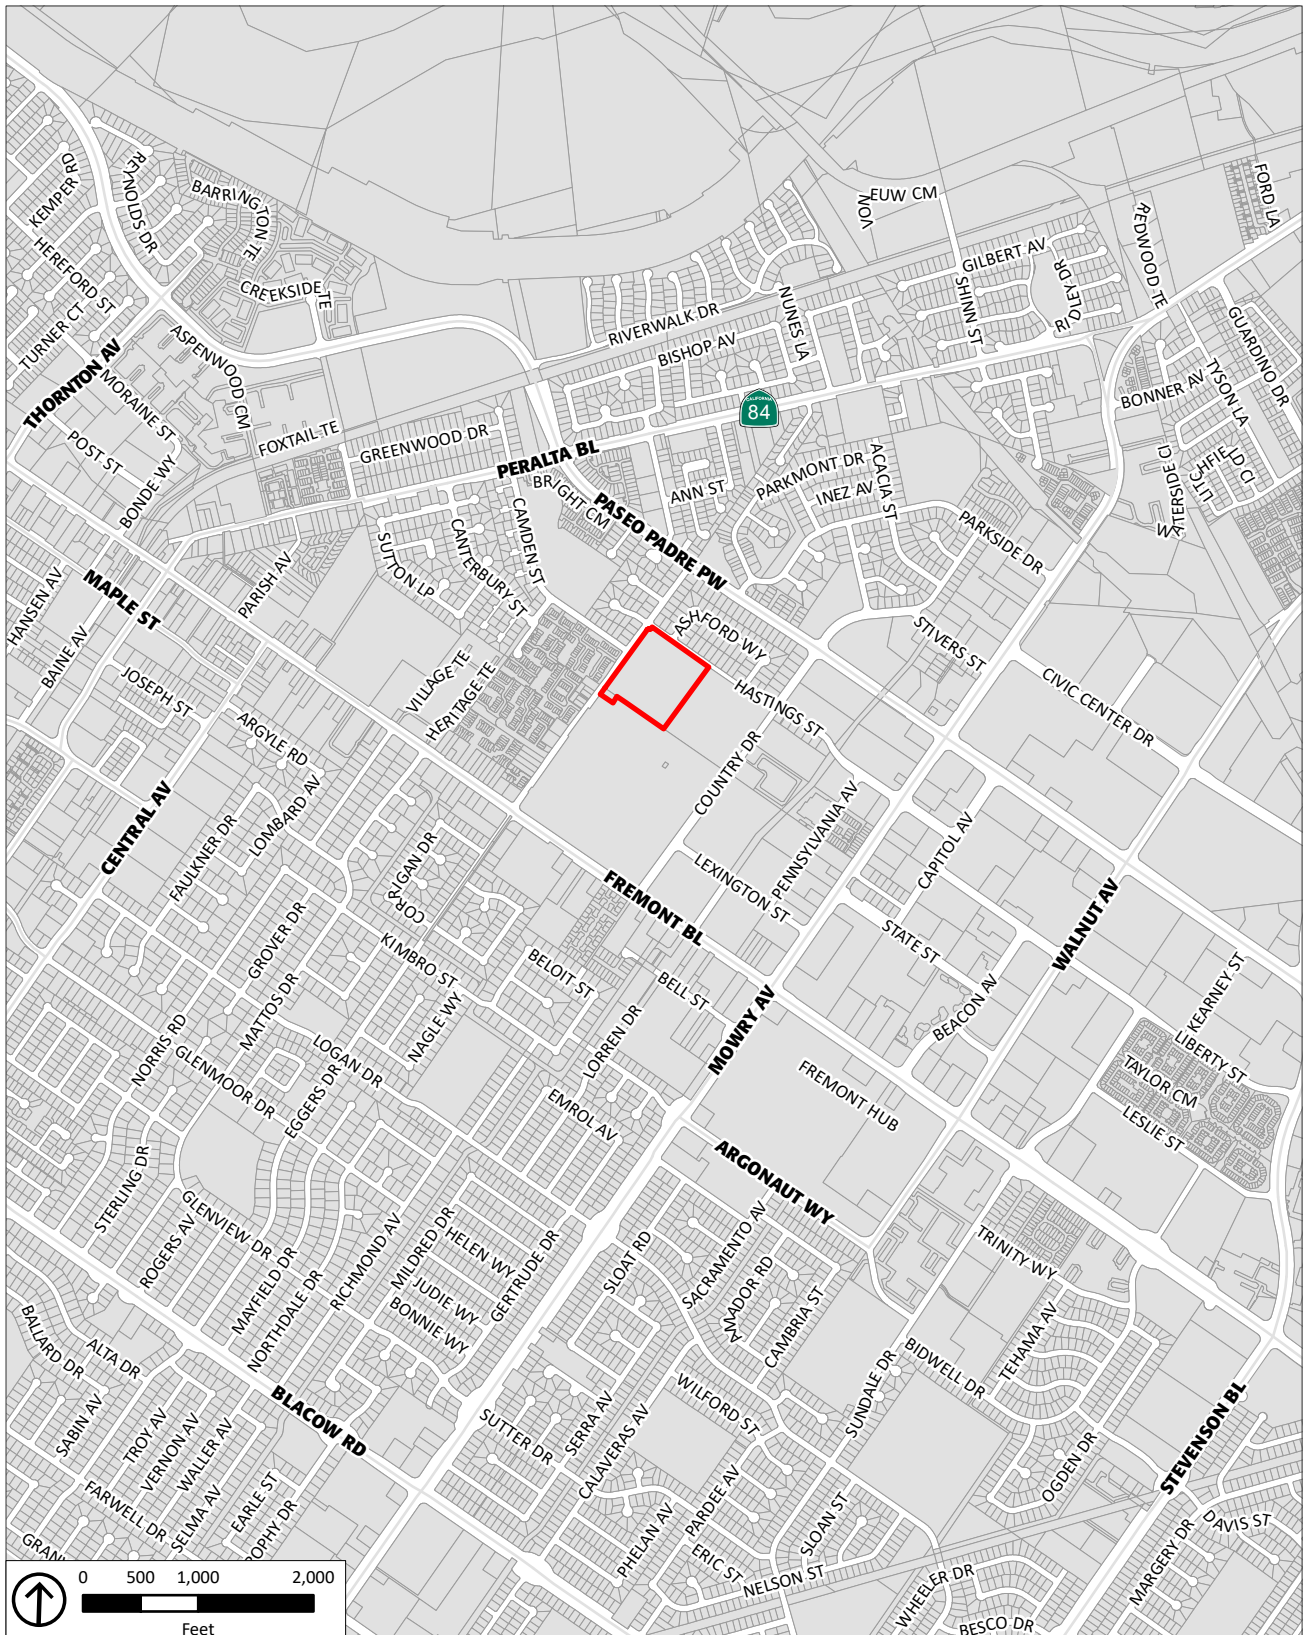 FORD LA
REYNOLDS DR
KEMPER RD
BARRINGTON TE
VON EUW CM
REDWOOD TE
HEREFORD ST
GILBERT AV
SHINN ST
RIDGLEY DR
CREEKSIDE TE
TURNER CT
NUNES LA
RIVERWALK DR
GUARDINO DR
THORNTON AV
ASPENWOOD CM
BISHOP AV
MORAINE ST
TYSON LA
BONNER AV
CALIFORNIA
84
FOXTAIL TE
GREENWOOD DR
PERALTA BL
POST ST
BONDE WY
BRIGHT CM
ANN ST
PARKMONT DR
INEZ AV
ACACIA ST
LITCHFIELD CI
WATERSIDE CI
PASEO PADRE PW
CAMDEN ST
CANTERBURY ST
SUTTON LP
PARKSIDE DR
PARISH AV
MAPLE ST
HANSEN AV
BAINE AV
ASHFORD WY
STIVERS ST
VILLAGE TE
HERITAGE TE
JOSEPH ST
ARGYLE RD
HASTINGS ST
CIVIC CENTER DR
COUNTRY DR
LOMBARD AV
CENTRAL AV
FAULKNER DR
CORRIGAN DR
PENNSYLVANIA AV
CAPITOL AV
LEXINGTON ST
FREMONT BL
WALNUT AV
GROVER DR
KIMBRO ST
STATE ST
BELOIT ST
BELL ST
MOWRY AV
BEACON AV
KEARNEY ST
LIBERTY ST
MATTOS DR
NORRIS RD
NAGLE WY
LORREN DR
LOGAN DR
GLENMOOR DR
EGGERS DR
FREMONT HUB
TAYLOR CM
LESLIE ST
EMROL AV
ARGONAUT WY
STERLING DR
GLENVIEW DR
ROGERS AV
MAYFIELD DR
NORTHDALE DR
RICHMOND AV
MILDRED DR
HELEN WY
JUDIE WY
BONNIE WY
GERTRUDE DR
SLOAT RD
SACRAMENTO AV
AMADOR RD
CAMBRIA ST
TRINITY WY
TEHAMA AV
BIDWELL DR
SUNDALE DR
BALLARD DR
ALTA DR
BLACOW RD
WILFORD ST
SABIN AV
TROY AV
VERNON AV
WALLER AV
SUTTER DR
SERRA AV
CALAVERAS AV
STEVENSON BL
OGDEN DR
FARWELL DR
SELMA AV
EARLE ST
PARDEE AV
PHELAN AV
ERIC ST
SLOAN ST
DAVIS ST
MARGERY DR
NELSON ST
WHEELER DR
BESCO DR
0 500 1,000 2,000
Feet